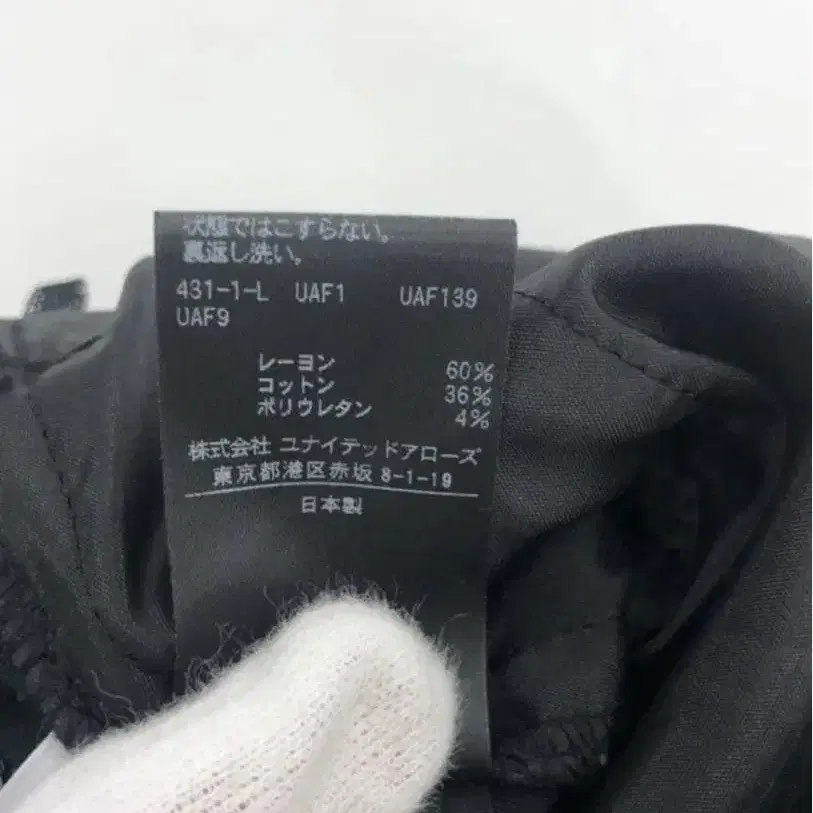 状態ではこすらない。
裏返し洗い。
431-1-L UAF1 UAF139
UAF9
レーヨン 60%
コットン 36%
ポリウレタン 4%
株式会社 ユナイテッドアローズ
東京都港区赤坂 8-1-19
日本製